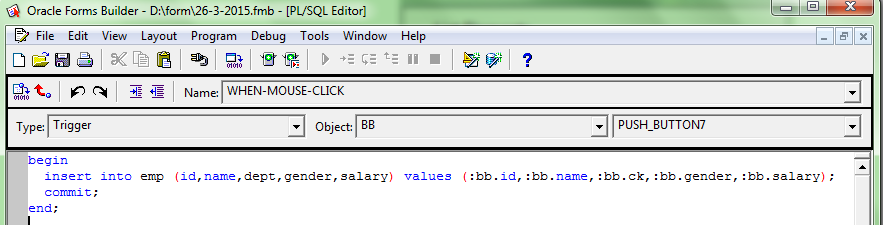 Oracle Forms Builder - D:\form\26-3-2015.fmb - [PL/SQL Editor]
File Edit View Layout Program Debug Tools Window Help
Name: WHEN-MOUSE-CLICK
Type: Trigger Object: BB PUSH_BUTTON7
begin
insert into emp (id,name,dept,gender,salary) values (:bb.id,:bb.name,:bb.ck,:bb.gender,:bb.salary);
commit;
end;